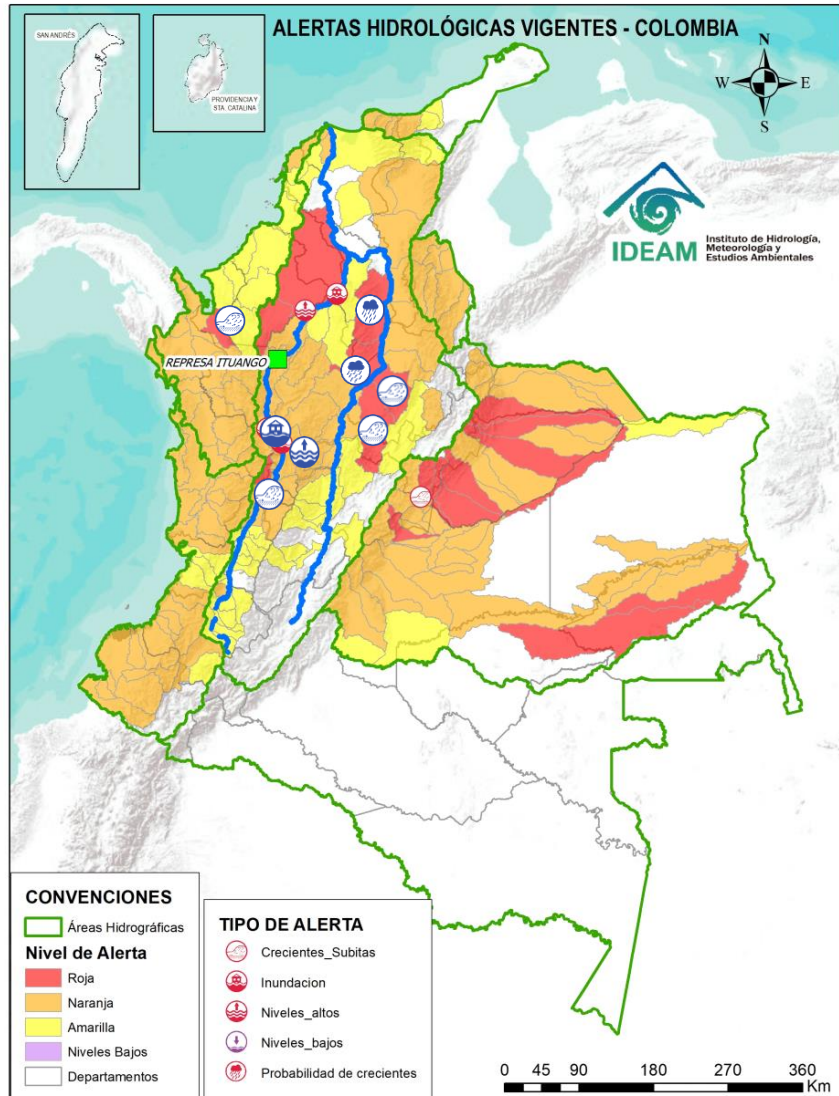 ALERTAS HIDROLÓGICAS VIGENTES - COLOMBIA
SAN ANDRÉS
PROVIDENCIA Y
STA. CATALINA
N
W
E
S
IDEAM
Instituto de Hidrología,
Meteorología y
Estudios Ambientales
REPRESA ITUANGO
CONVENCIONES
Áreas Hidrográficas
Nivel de Alerta
Roja
Naranja
Amarilla
Niveles Bajos
Departamentos
TIPO DE ALERTA
Crecientes_Subitas
Inundacion
Niveles_altos
Niveles_bajos
Probabilidad de crecientes
0 45 90 180 270 360
Km